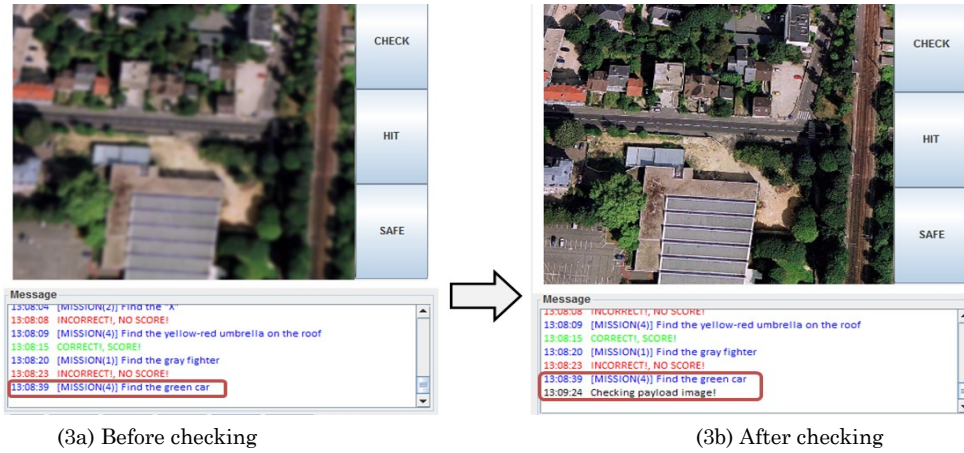 CHECK
HIT
SAFE
Message
13:08:04 [MISSION(2)] Find the "X"
13:08:08 INCORRECT!, NO SCORE!
13:08:09 [MISSION(4)] Find the yellow-red umbrella on the roof
13:08:15 CORRECT!, SCORE!
13:08:20 [MISSION(1)] Find the gray fighter
13:08:23 INCORRECT!, NO SCORE!
13:08:39 [MISSION(4)] Find the green car
(3a) Before checking
CHECK
HIT
SAFE
Message
13:08:08 INCORRECT!, NO SCORE!
13:08:09 [MISSION(4)] Find the yellow-red umbrella on the roof
13:08:15 CORRECT!, SCORE!
13:08:20 [MISSION(1)] Find the gray fighter
13:08:23 INCORRECT!, NO SCORE!
13:08:39 [MISSION(4)] Find the green car
13:09:24 Checking payload image!
(3b) After checking